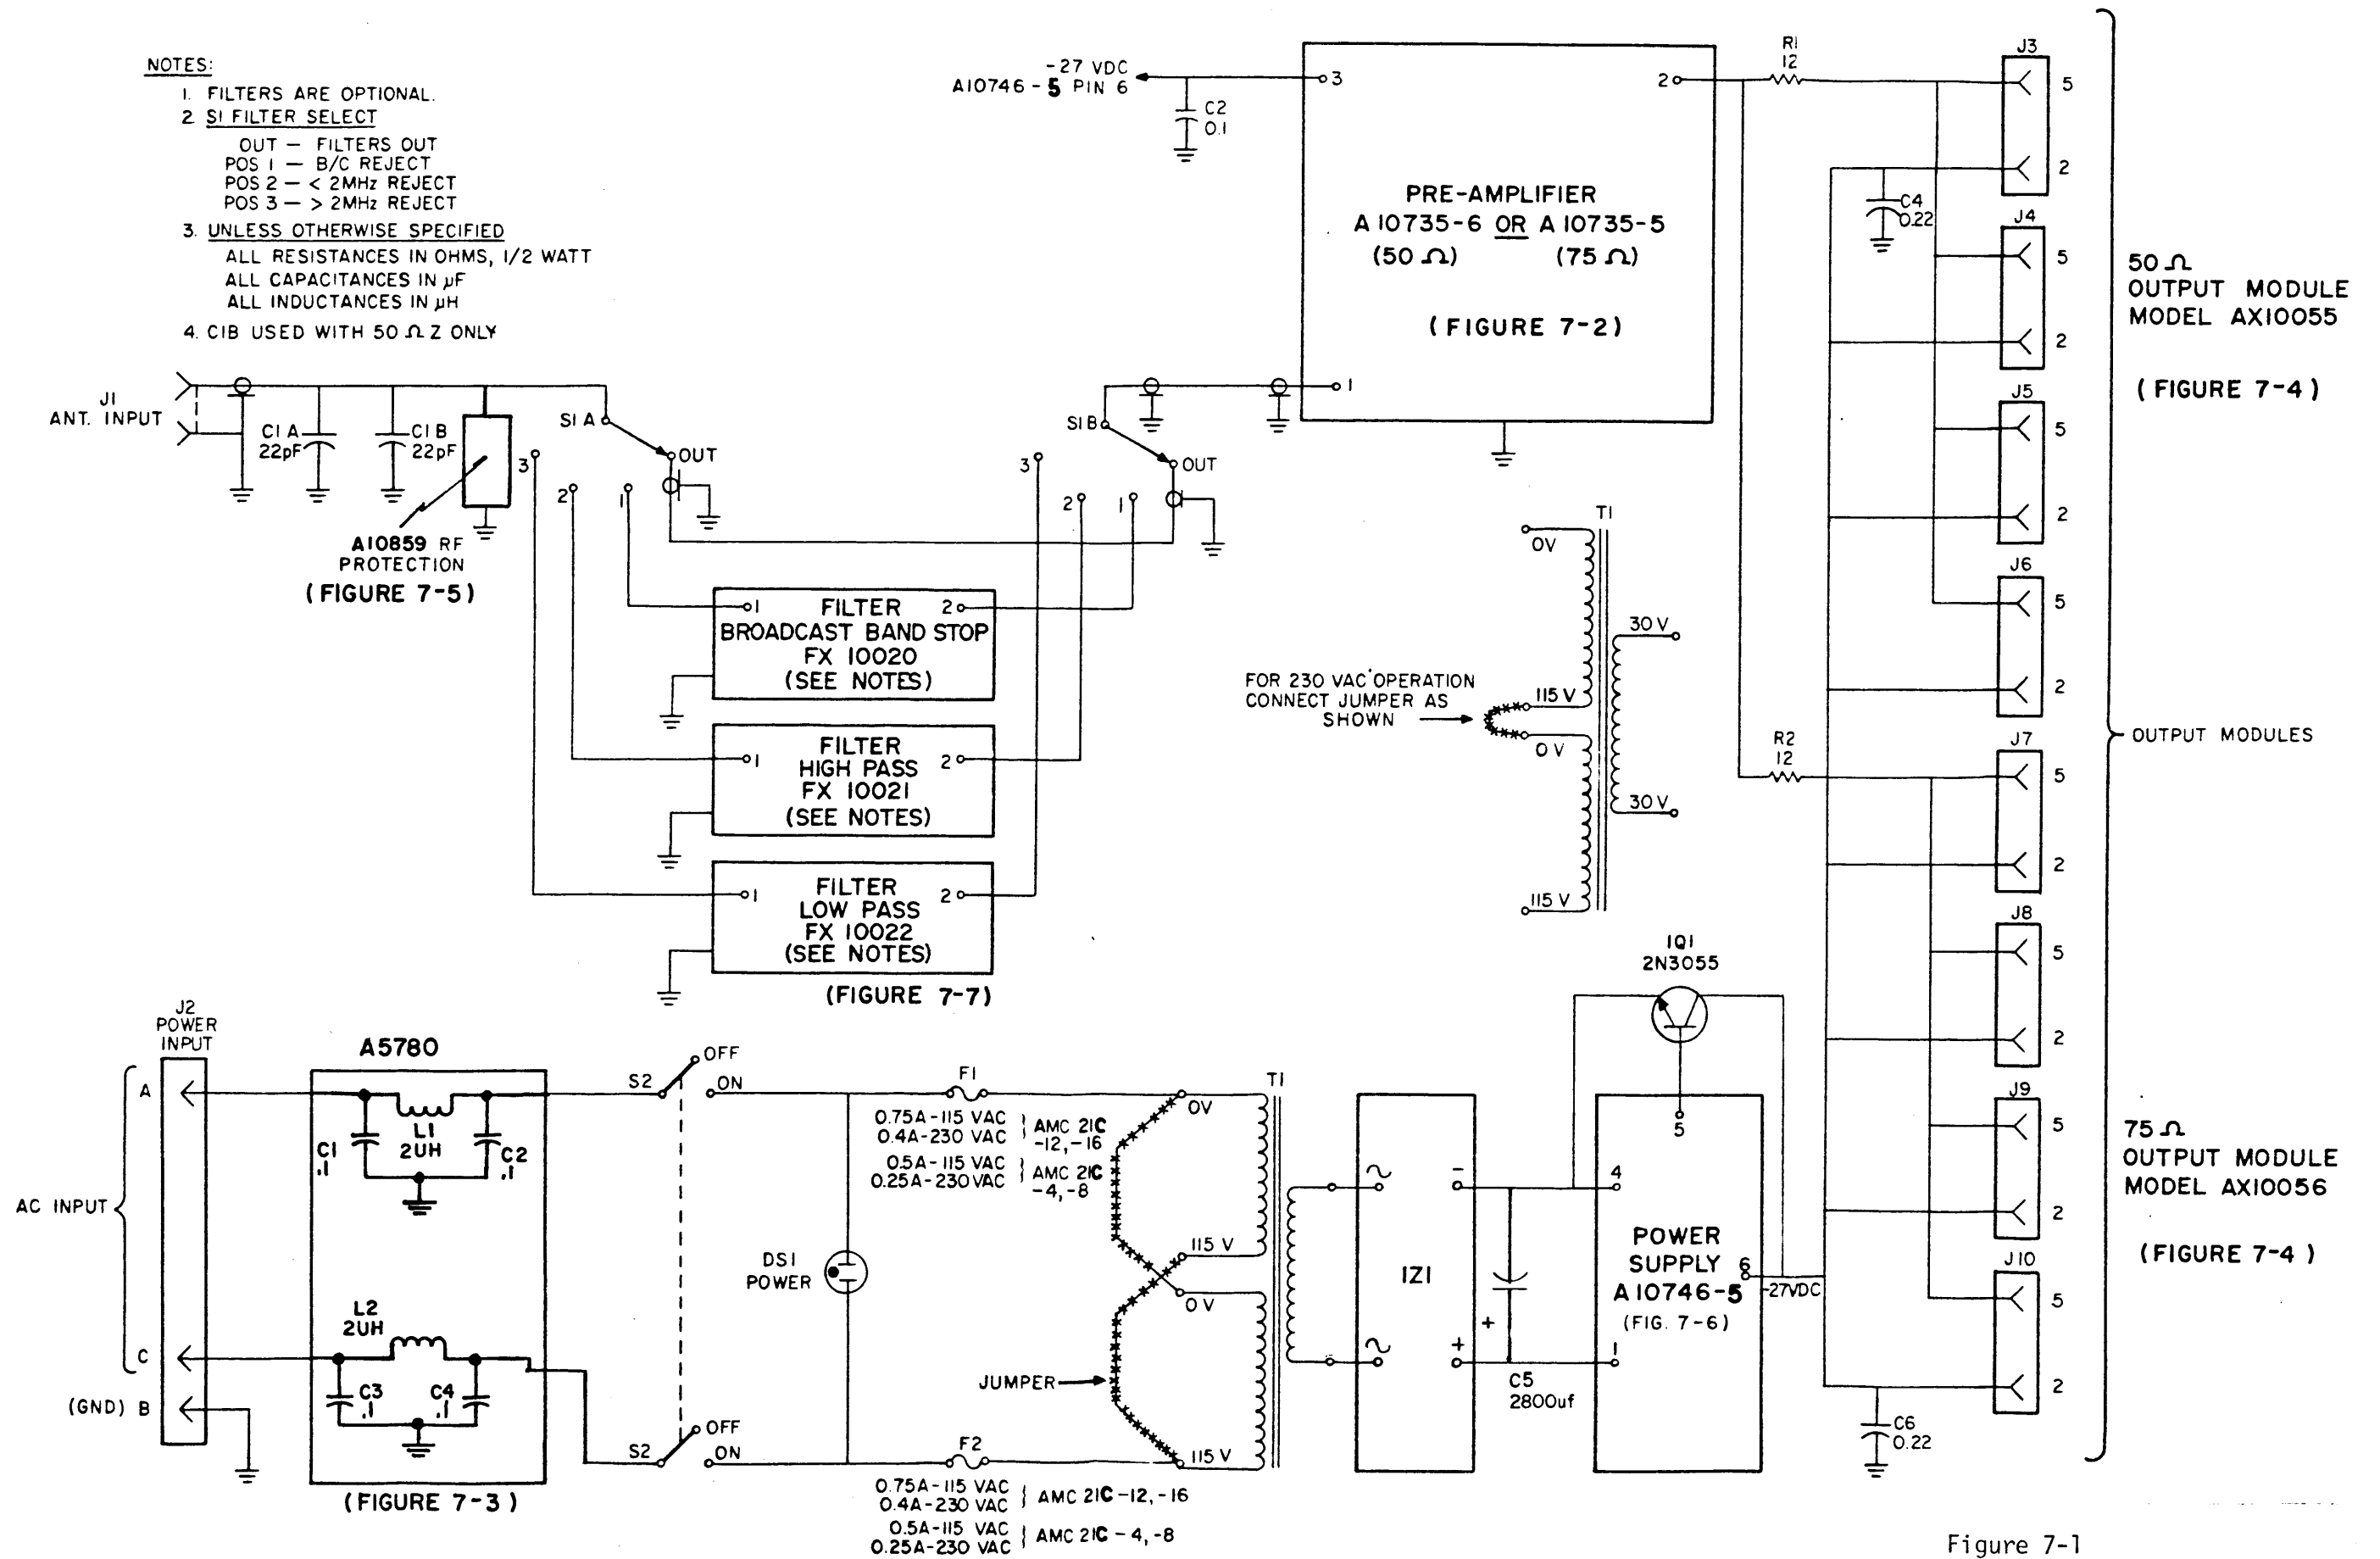 NOTES:
1. FILTERS ARE OPTIONAL.
2 S1 FILTER SELECT
OUT — FILTERS OUT
POS 1 — B/C REJECT
POS 2 — < 2MHz REJECT
POS 3 — > 2MHz REJECT
3. UNLESS OTHERWISE SPECIFIED
ALL RESISTANCES IN OHMS, 1/2 WATT
ALL CAPACITANCES IN µF
ALL INDUCTANCES IN µH
4. C1B USED WITH 50 Ω Z ONLY
J1
ANT. INPUT
C1A
22pF
C1B
22pF
A10859 RF
PROTECTION
(FIGURE 7-5)
S1A
OUT
3
2
1
S1B
OUT
3
2
1
1
FILTER
2
BROADCAST BAND STOP
FX 10020
(SEE NOTES)
1
FILTER
2
HIGH PASS
FX 10021
(SEE NOTES)
1
FILTER
2
LOW PASS
FX 10022
(SEE NOTES)
(FIGURE 7-7)
-27 VDC
A10746-5 PIN 6
C2
0.1
3
2
1
PRE-AMPLIFIER
A 10735-6 OR A 10735-5
(50 Ω) (75 Ω)
(FIGURE 7-2)
R1
12
R2
12
C4
0.22
J3
5
2
J4
5
2
J5
5
2
J6
5
2
J7
5
2
J8
5
2
J9
5
2
J10
5
2
50 Ω
OUTPUT MODULE
MODEL AX10055
(FIGURE 7-4)
OUTPUT MODULES
75 Ω
OUTPUT MODULE
MODEL AX10056
(FIGURE 7-4)
C6
0.22
T1
0V
115 V
0 V
115 V
30 V
30 V
FOR 230 VAC OPERATION
CONNECT JUMPER AS
SHOWN
J2
POWER
INPUT
AC INPUT
A
C
(GND) B
A5780
C1
.1
L1
2UH
C2
.1
L2
2UH
C3
.1
C4
.1
(FIGURE 7-3)
S2
OFF
ON
S2
OFF
ON
DS1
POWER
F1
0.75A-115 VAC
0.4A-230 VAC
AMC 21C
-12, -16
0.5A-115 VAC
0.25A-230 VAC
AMC 21C
-4, -8
F2
0.75A-115 VAC
0.4A-230 VAC
AMC 21C -12, -16
0.5A-115 VAC
0.25A-230 VAC
AMC 21C - 4, -8
JUMPER
T1
0V
115 V
0 V
115 V
1Z1
-
+
+
C5
2800uf
1Q1
2N3055
5
4
1
6
POWER
SUPPLY
A10746-5
(FIG. 7-6)
-27VDC
Figure 7-1